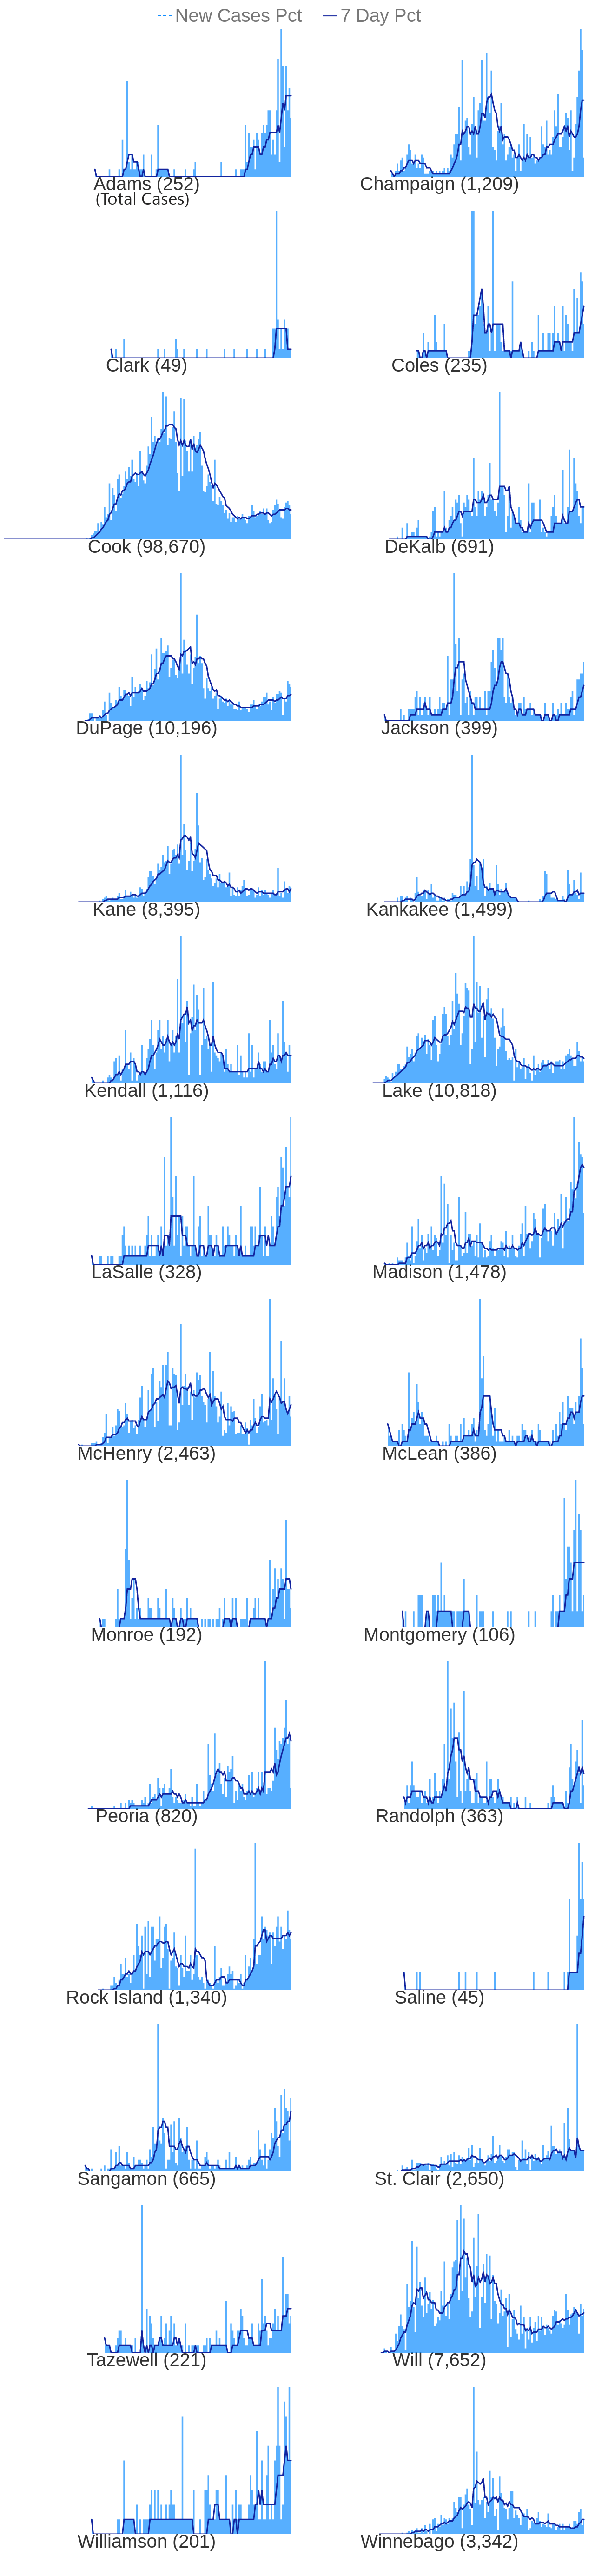 New Cases Pct 7 Day Pct
Adams (252) Champaign (1,209)
(Total Cases)
Clark (49) Coles (235)
Cook (98,670) DeKalb (691)
DuPage (10,196) Jackson (399)
Kane (8,395) Kankakee (1,499)
Kendall (1,116) Lake (10,818)
LaSalle (328) Madison (1,478)
McHenry (2,463) McLean (386)
Monroe (192) Montgomery (106)
Peoria (820) Randolph (363)
Rock Island (1,340) Saline (45)
Sangamon (665) St. Clair (2,650)
Tazewell (221) Will (7,652)
Williamson (201) Winnebago (3,342)